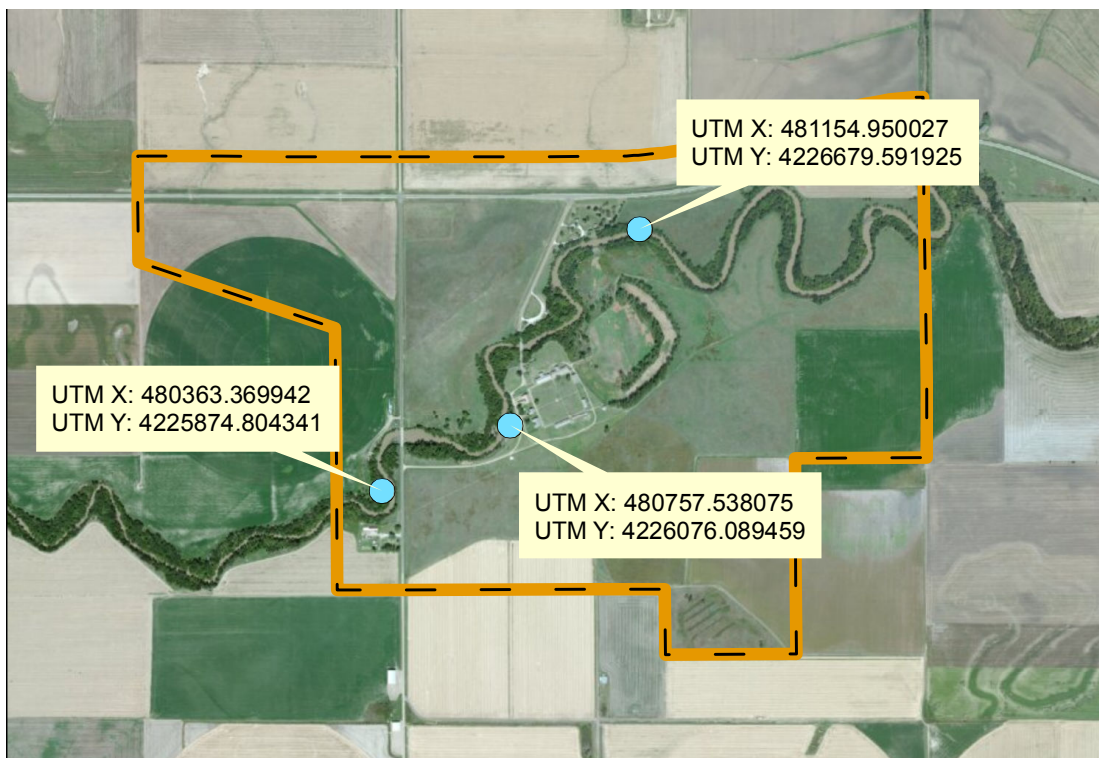 UTM X: 481154.950027
UTM Y: 4226679.591925
UTM X: 480363.369942
UTM Y: 4225874.804341
UTM X: 480757.538075
UTM Y: 4226076.089459